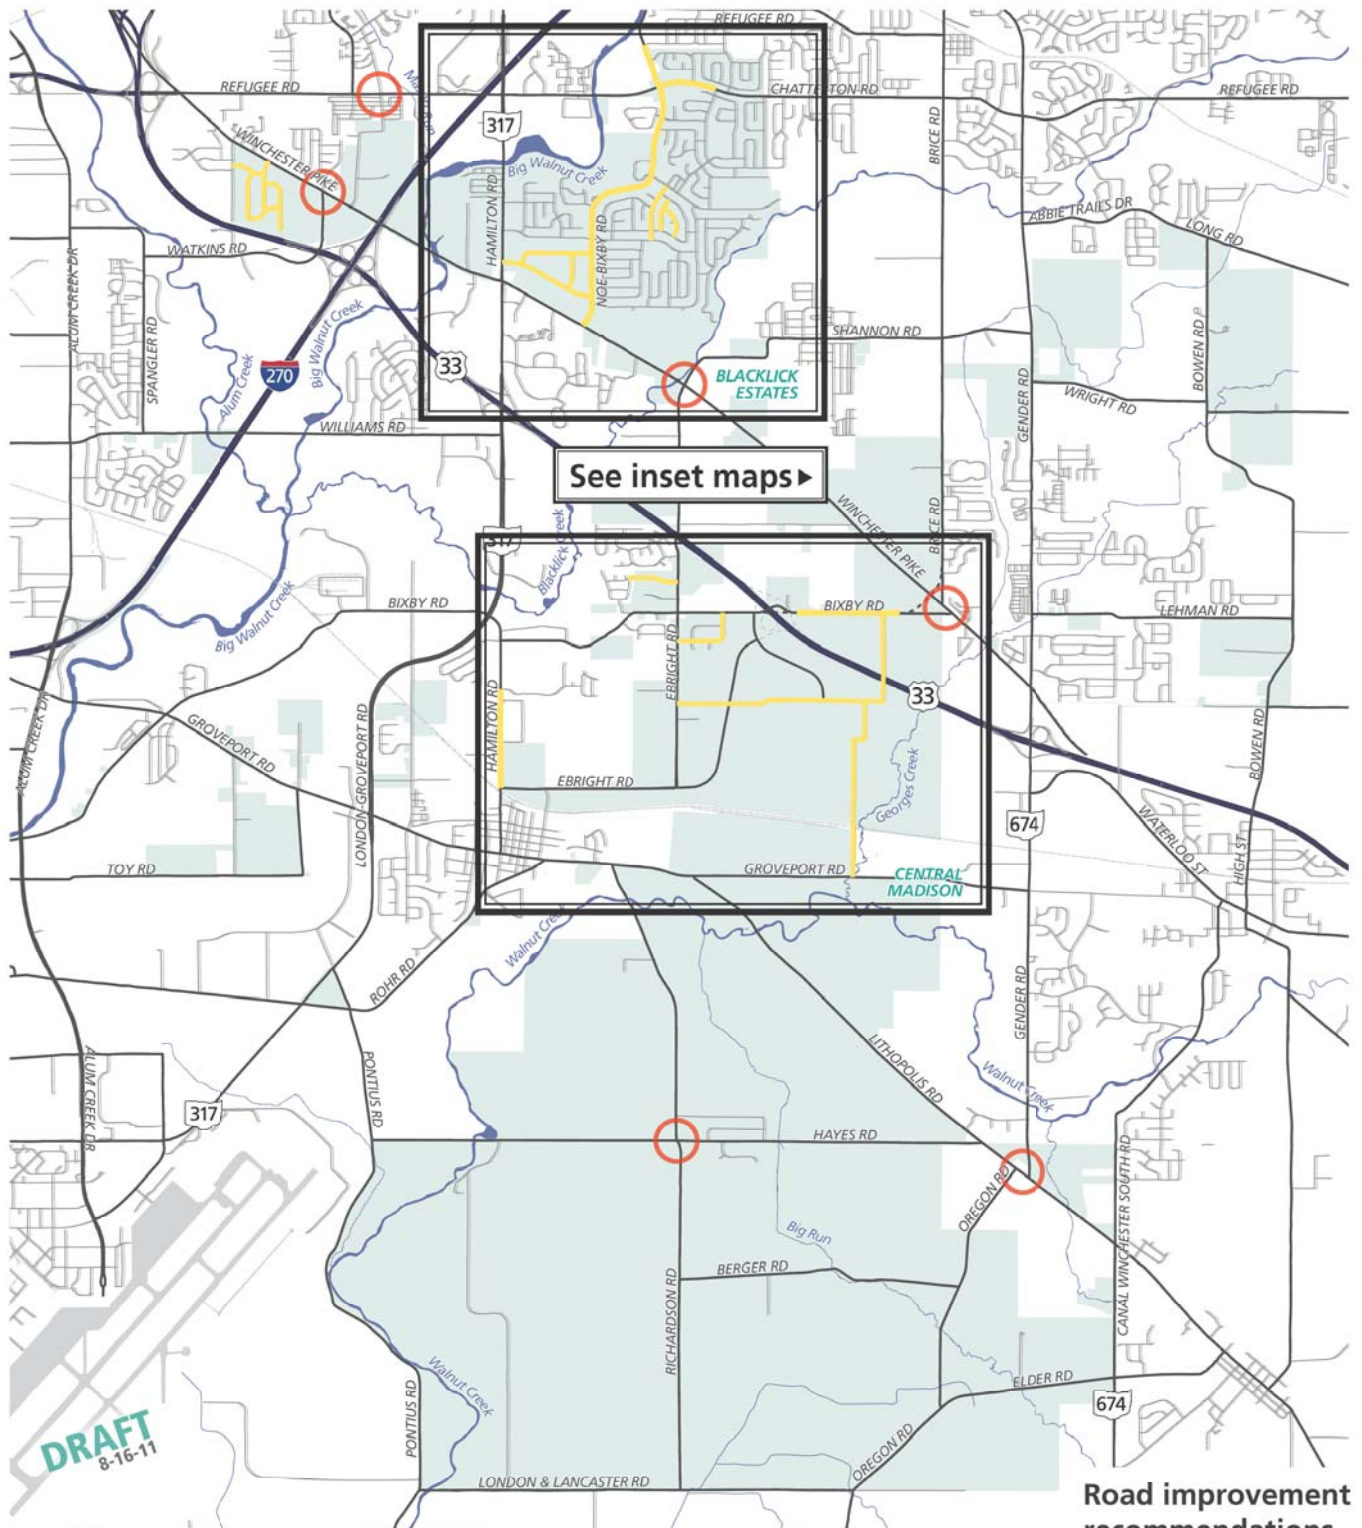 REFUGEE RD
REFUGEE RD
Big Walnut Creek
317
CHATTERTON RD
REFUGEE RD
BRICE RD
WINCHESTER PIKE
HAMILTON RD
NOE-BIXBY RD
ABBIE TRAILS DR
LONG RD
WATKINS RD
ALUM CREEK DR
SPANGLER RD
Alum Creek
Big Walnut Creek
270
33
SHANNON RD
BLACKLICK
ESTATES
GENDER RD
WRIGHT RD
BOWEN RD
WILLIAMS RD
See inset maps
WINCHESTER PIKE
BRICE RD
317
Blacklick Creek
BIXBY RD
Big Walnut Creek
BIXBY RD
LEHMAN RD
EBRIGHT RD
HAMILTON RD
33
ALUM CREEK DR
GROVEPORT RD
LONDON-GROVEPORT RD
BOWEN RD
EBRIGHT RD
Georges Creek
674
WATERLOO ST
HIGH ST
TOY RD
GROVEPORT RD
CENTRAL
MADISON
Walnut Creek
ROHR RD
GENDER RD
LITHOPOLIS RD
Walnut Creek
ALUM CREEK DR
PONTIUS RD
317
HAYES RD
OREGON RD
CANAL WINCHESTER SOUTH RD
Big Run
BERGER RD
RICHARDSON RD
Walnut Creek
ELDER RD
674
PONTIUS RD
DRAFT
8-16-11
OREGON RD
LONDON & LANCASTER RD
Road improvement
recommendations